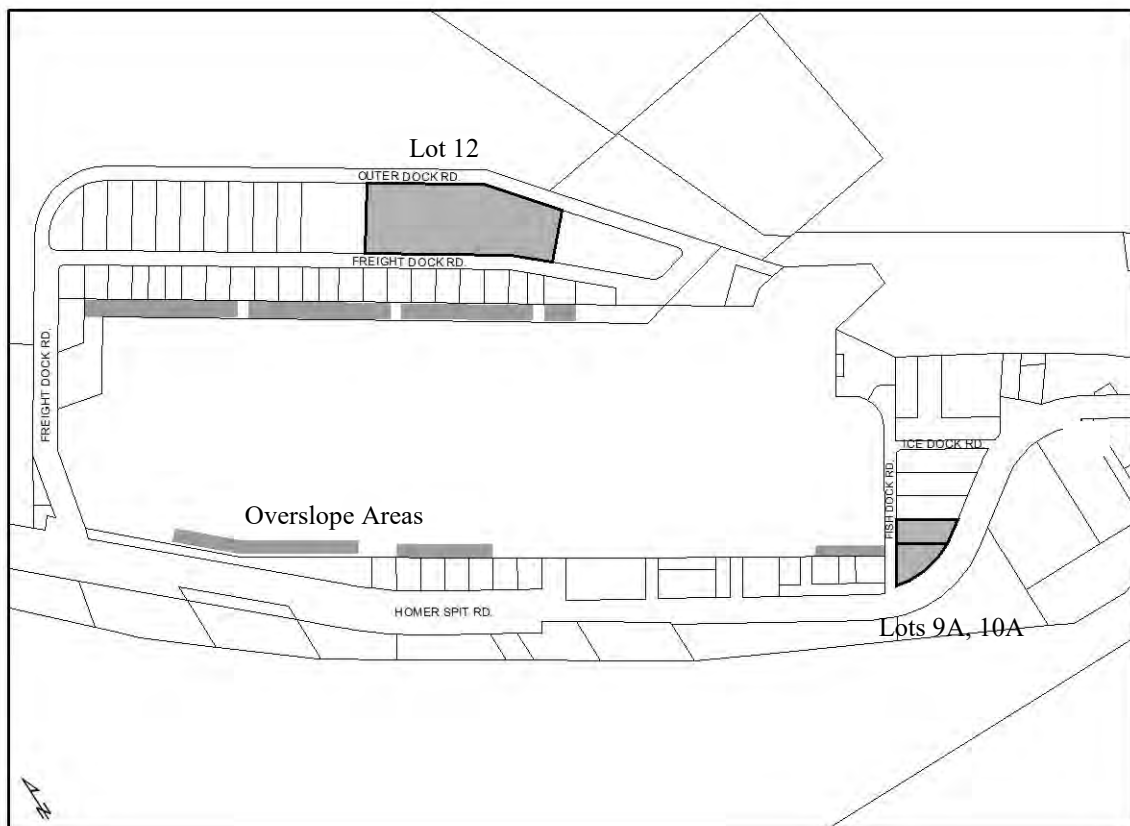 Lot 12
OUTER DOCK RD.
FREIGHT DOCK RD.
FREIGHT DOCK RD.
ICE DOCK RD.
FISH DOCK RD.
Overslope Areas
HOMER SPIT RD.
Lots 9A, 10A
N